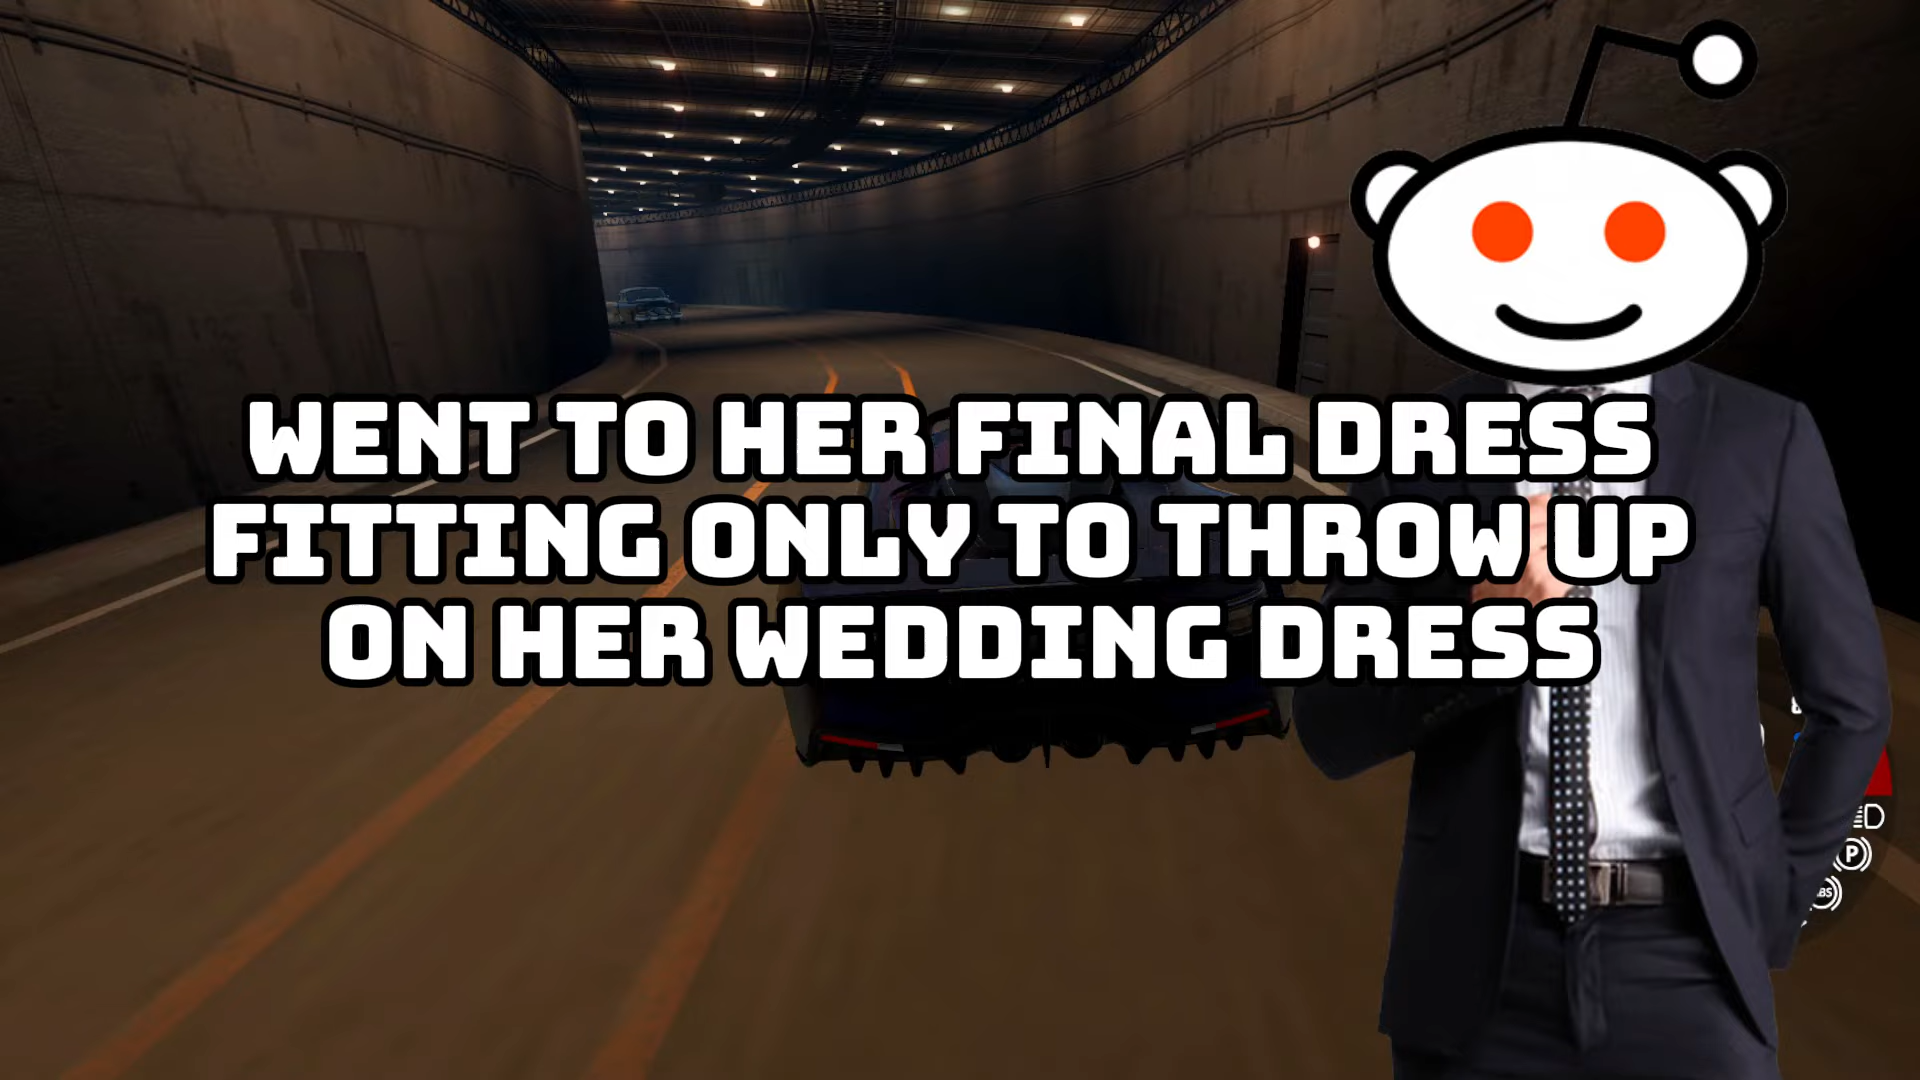 WENT TO HER FINAL DRESS
FITTING ONLY TO THROW UP
ON HER WEDDING DRESS
P